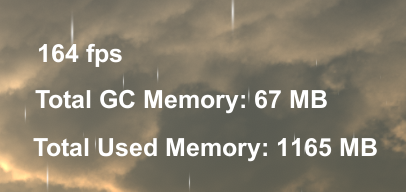 164 fps
Total GC Memory: 67 MB
Total Used Memory: 1165 MB